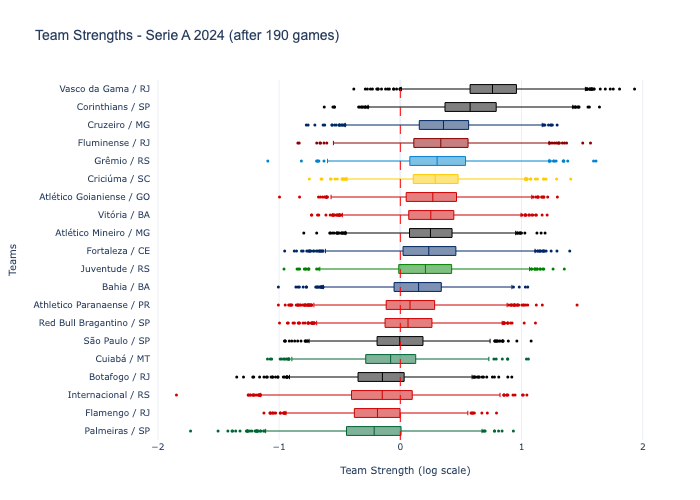 Team Strengths - Serie A 2024 (after 190 games)
Vasco da Gama / RJ
Corinthians / SP
Cruzeiro / MG
Fluminense / RJ
Grêmio / RS
Criciúma / SC
Atlético Goianiense / GO
Vitória / BA
Atlético Mineiro / MG
Fortaleza / CE
Juventude / RS
Bahia / BA
Athletico Paranaense / PR
Red Bull Bragantino / SP
São Paulo / SP
Cuiabá / MT
Botafogo / RJ
Internacional / RS
Flamengo / RJ
Palmeiras / SP
Teams
−2 −1 0 1 2
Team Strength (log scale)